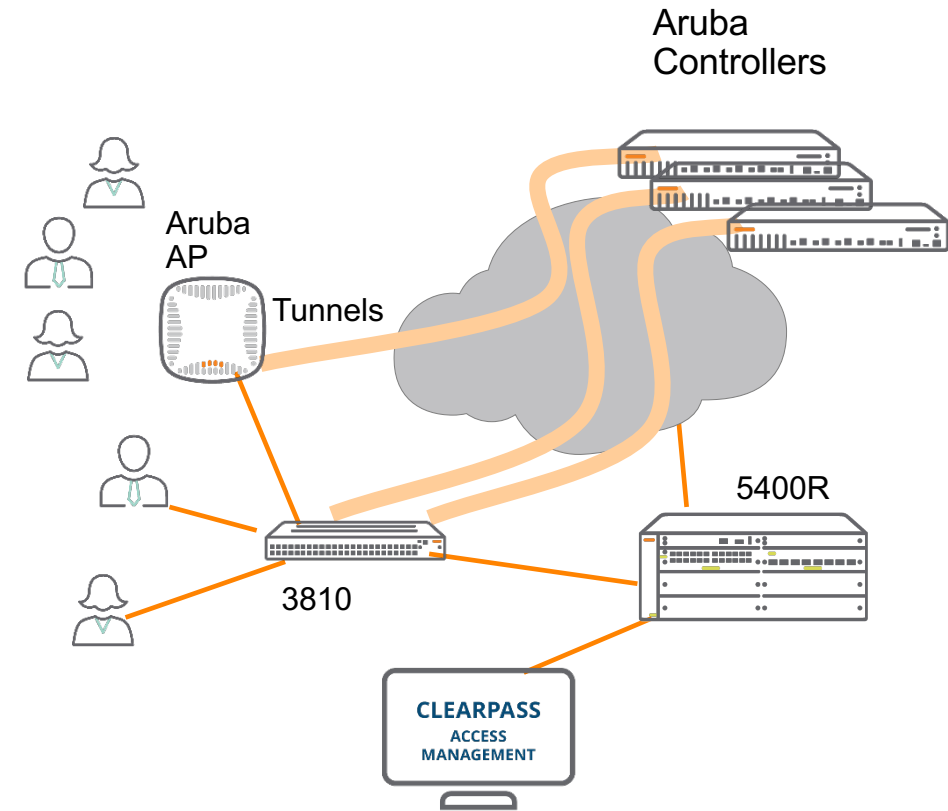 Aruba
Controllers
Aruba
AP
Tunnels
5400R
3810
CLEARPASS
ACCESS
MANAGEMENT